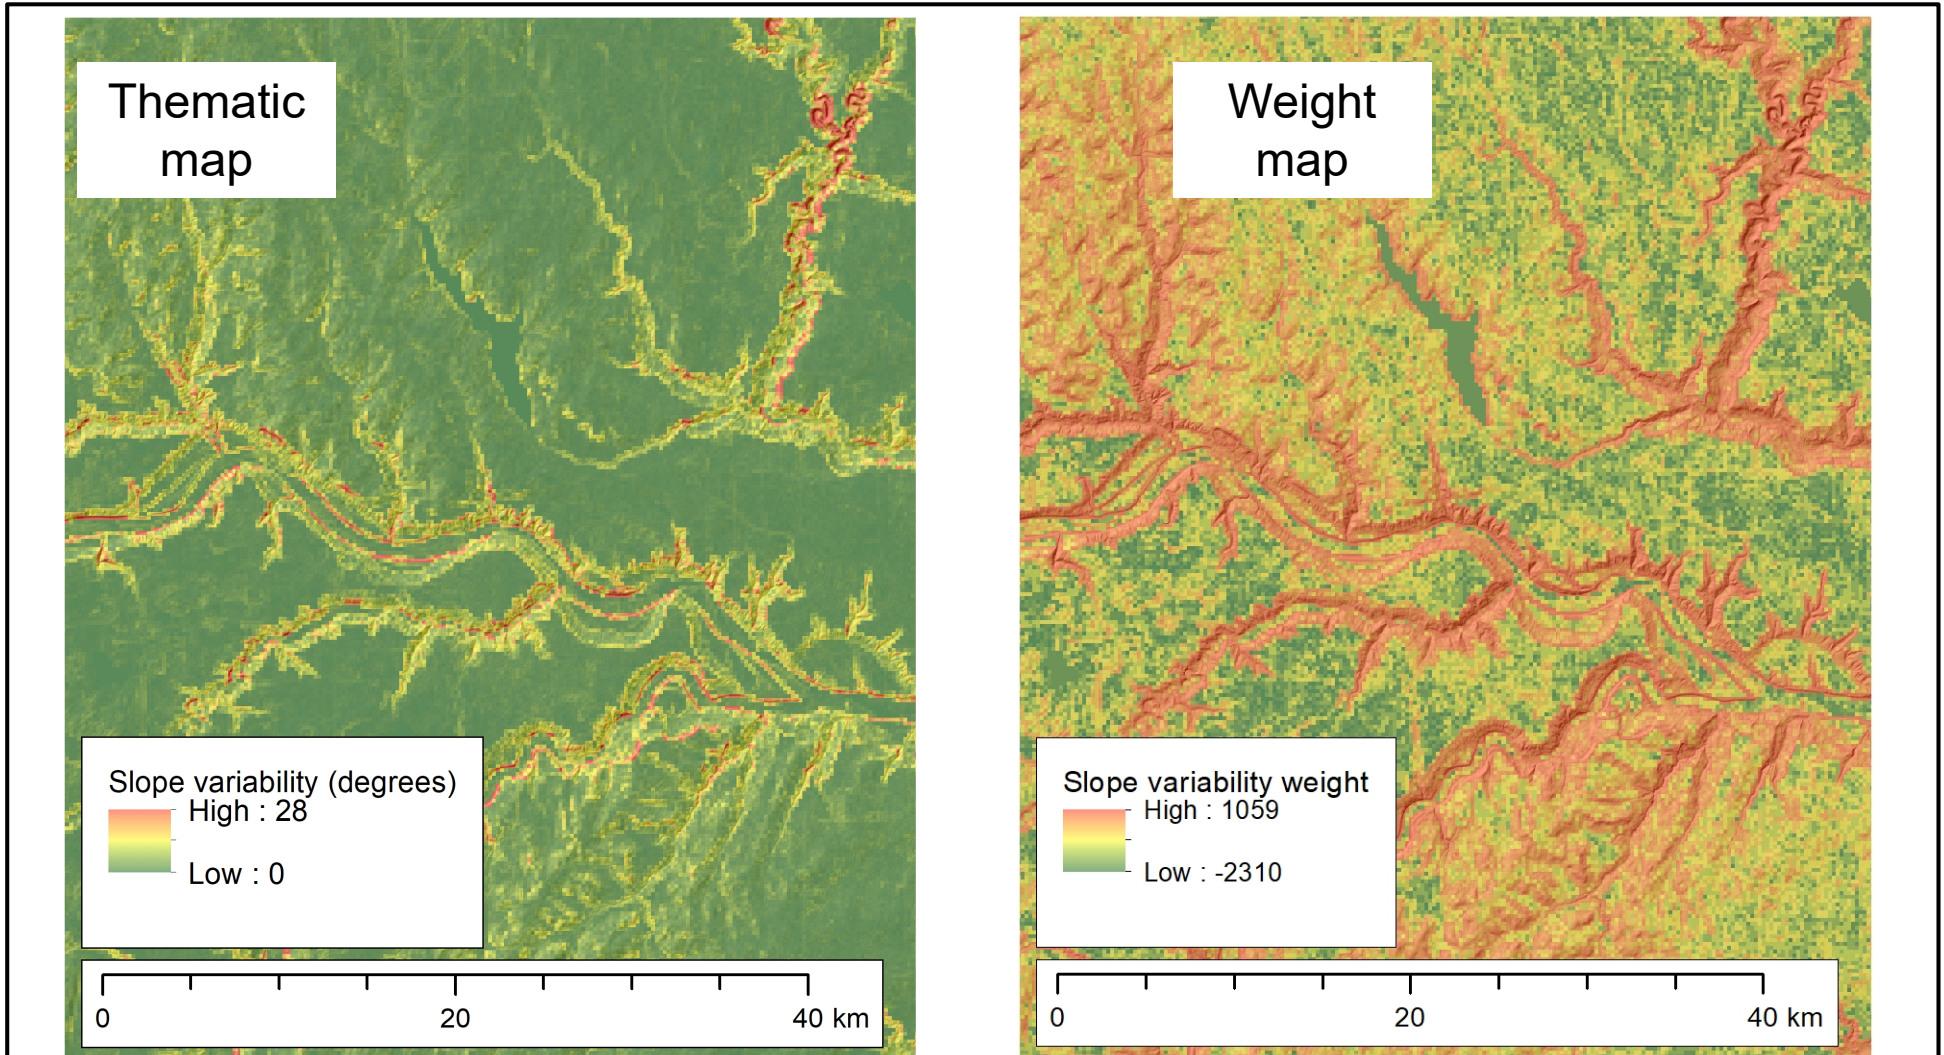 Thematic
map
Slope variability (degrees)
High : 28
Low : 0
0 20 40 km
Weight
map
Slope variability weight
High : 1059
Low : -2310
0 20 40 km